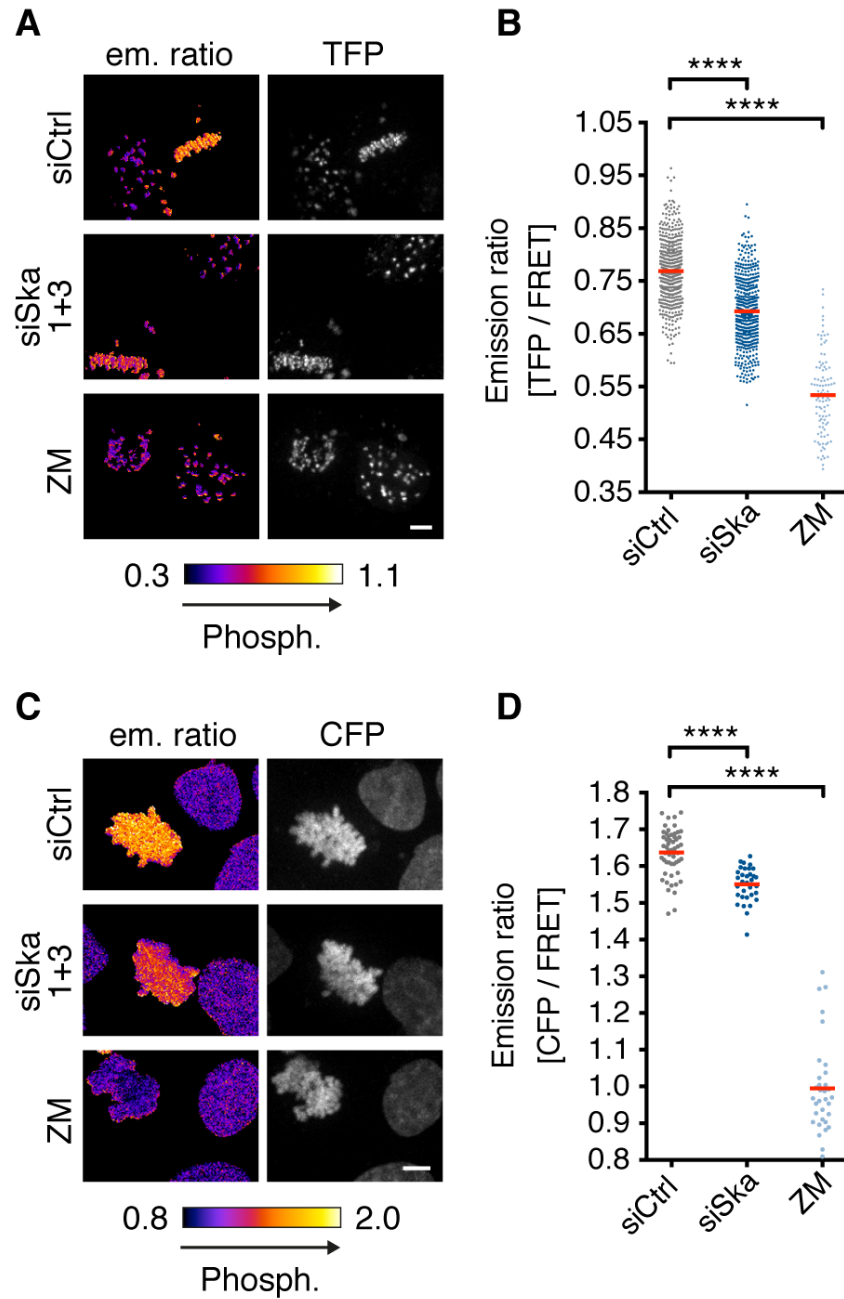 A
em. ratio TFP
siCtrl
siSka
1+3
ZM
0.3 1.1
Phosph.
B
****
****
1.05
0.95
0.85
0.75
0.65
0.55
0.45
0.35
Emission ratio
[TFP / FRET]
siCtrl siSka ZM
C
em. ratio CFP
siCtrl
siSka
1+3
ZM
0.8 2.0
Phosph.
D
****
****
1.8
1.7
1.6
1.5
1.4
1.3
1.2
1.1
1.0
0.9
0.8
Emission ratio
[CFP / FRET]
siCtrl siSka ZM